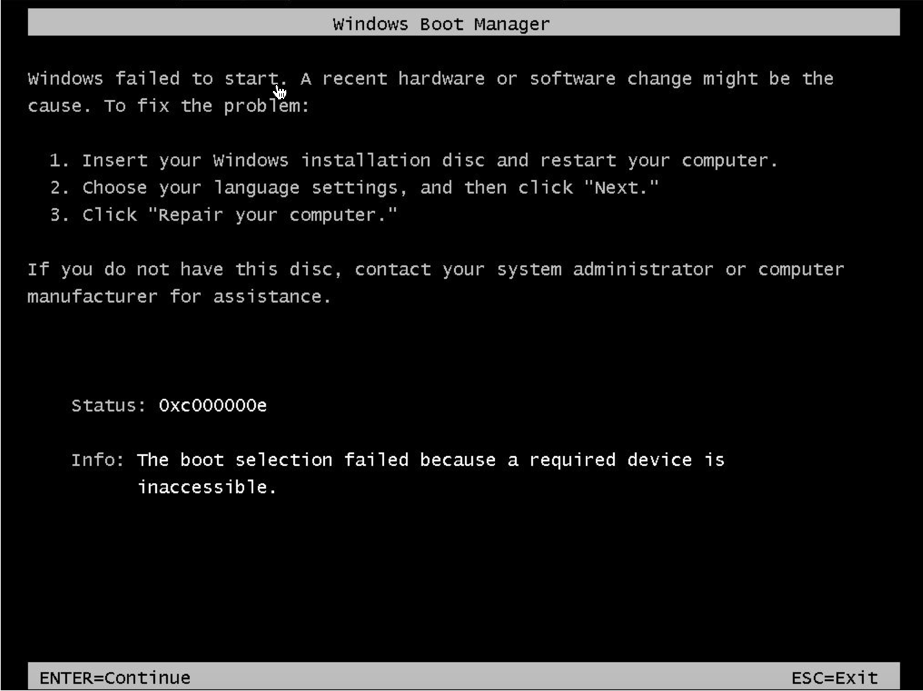 Windows Boot Manager
Windows failed to start. A recent hardware or software change might be the
cause. To fix the problem:
1. Insert your Windows installation disc and restart your computer.
2. Choose your language settings, and then click "Next."
3. Click "Repair your computer."
If you do not have this disc, contact your system administrator or computer
manufacturer for assistance.
Status: 0xc000000e
Info: The boot selection failed because a required device is
inaccessible.
ENTER=Continue ESC=Exit